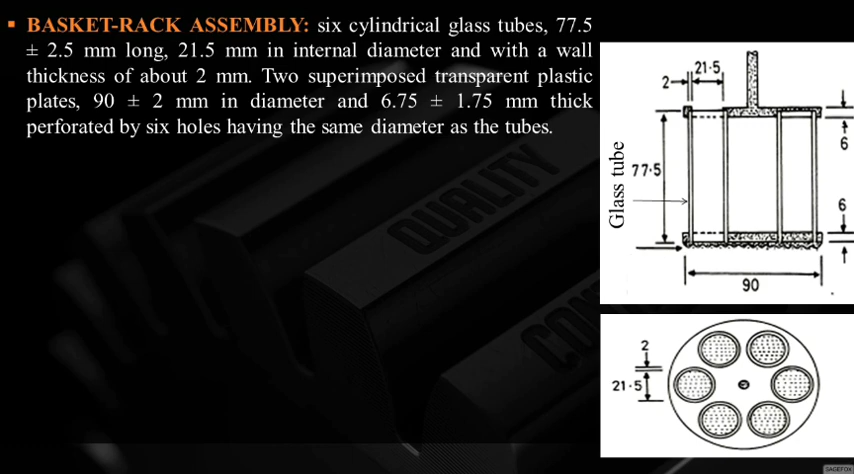 BASKET-RACK ASSEMBLY: six cylindrical glass tubes, 77.5
± 2.5 mm long, 21.5 mm in internal diameter and with a wall
thickness of about 2 mm. Two superimposed transparent plastic
plates, 90 ± 2 mm in diameter and 6.75 ± 1.75 mm thick
perforated by six holes having the same diameter as the tubes.
QUALITY
CONT
21·5
2
6
77·5
Glass tube
6
90
2
21·5
SAGEFOX